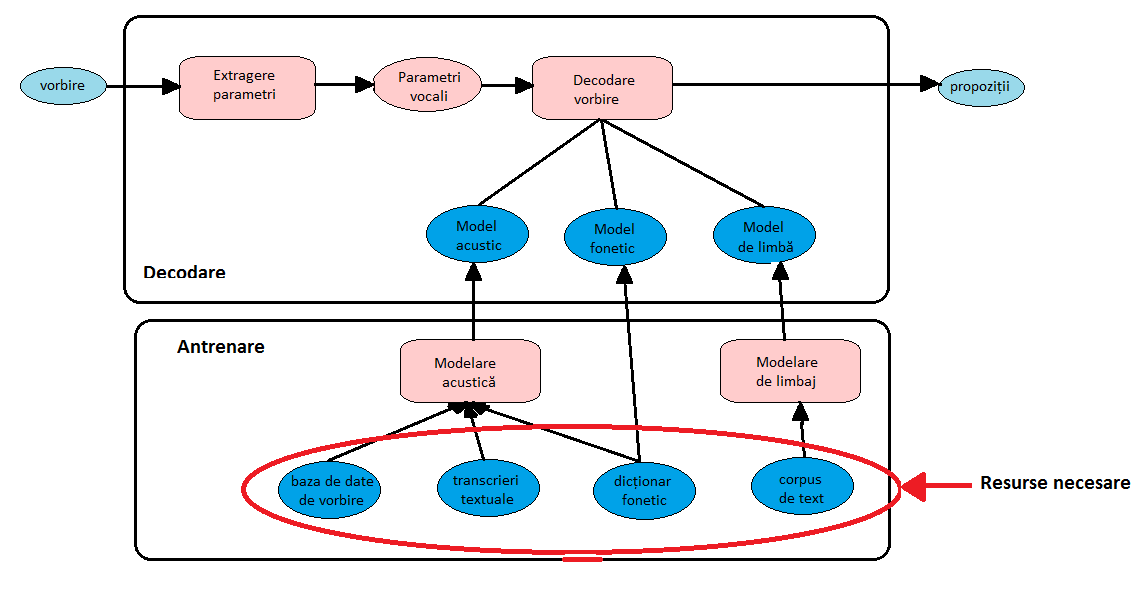 vorbire
Extragere
parametri
Parametri
vocali
Decodare
vorbire
propoziții
Model
acustic
Model
fonetic
Model
de limbă
Decodare
Antrenare
Modelare
acustică
Modelare
de limbaj
baza de date
de vorbire
transcrieri
textuale
dicționar
fonetic
corpus
de text
Resurse necesare